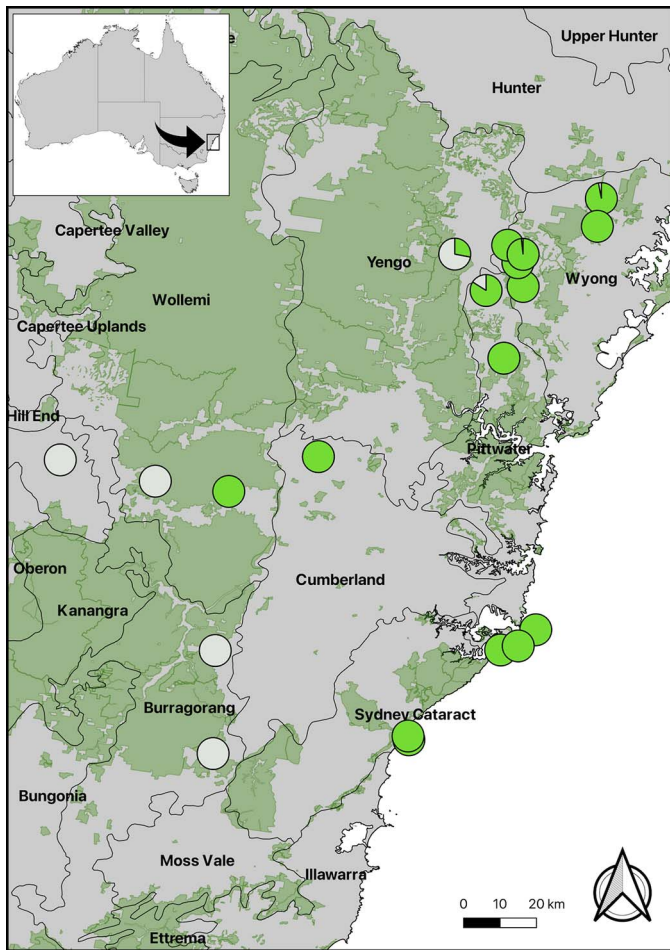 Upper Hunter
Hunter
Capertee Valley
Yengo
Wyong
Wollemi
Capertee Uplands
Hill End
Pittwater
Oberon
Cumberland
Kanangra
Burragorang
Sydney Cataract
Bungonia
Moss Vale
Illawarra
0 10 20 km
Ettrema